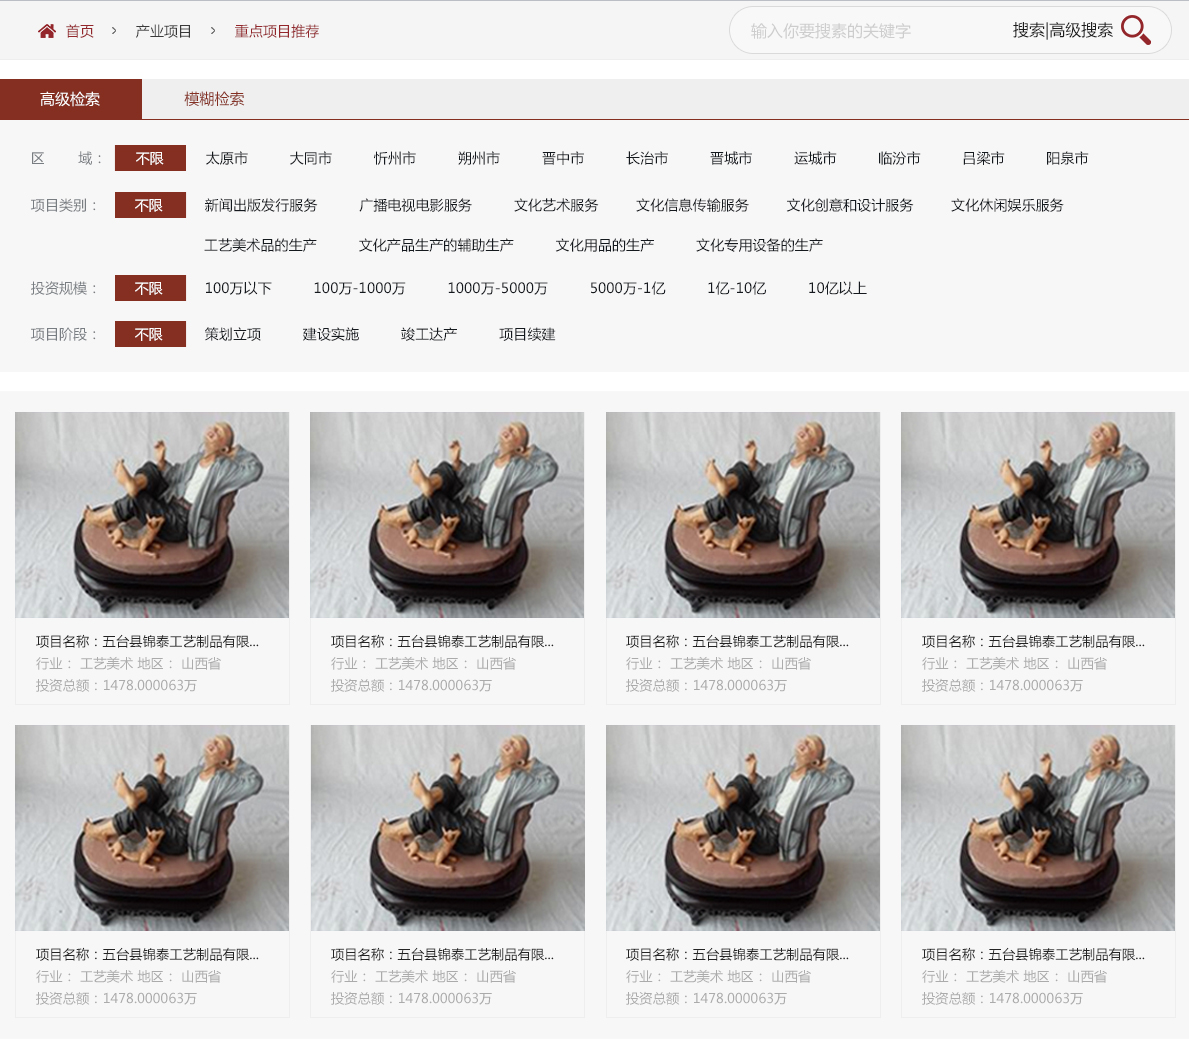 首页 › 产业项目 › 重点项目推荐 输入你要搜素的关键字 搜索|高级搜索
高级检索 模糊检索
区 域： 不限 太原市 大同市 忻州市 朔州市 晋中市 长治市 晋城市 运城市 临汾市 吕梁市 阳泉市
项目类别： 不限 新闻出版发行服务 广播电视电影服务 文化艺术服务 文化信息传输服务 文化创意和设计服务 文化休闲娱乐服务
工艺美术品的生产 文化产品生产的辅助生产 文化用品的生产 文化专用设备的生产
投资规模： 不限 100万以下 100万-1000万 1000万-5000万 5000万-1亿 1亿-10亿 10亿以上
项目阶段： 不限 策划立项 建设实施 竣工达产 项目续建
项目名称：五台县锦泰工艺制品有限...
行业： 工艺美术 地区： 山西省
投资总额：1478.000063万
项目名称：五台县锦泰工艺制品有限...
行业： 工艺美术 地区： 山西省
投资总额：1478.000063万
项目名称：五台县锦泰工艺制品有限...
行业： 工艺美术 地区： 山西省
投资总额：1478.000063万
项目名称：五台县锦泰工艺制品有限...
行业： 工艺美术 地区： 山西省
投资总额：1478.000063万
项目名称：五台县锦泰工艺制品有限...
行业： 工艺美术 地区： 山西省
投资总额：1478.000063万
项目名称：五台县锦泰工艺制品有限...
行业： 工艺美术 地区： 山西省
投资总额：1478.000063万
项目名称：五台县锦泰工艺制品有限...
行业： 工艺美术 地区： 山西省
投资总额：1478.000063万
项目名称：五台县锦泰工艺制品有限...
行业： 工艺美术 地区： 山西省
投资总额：1478.000063万